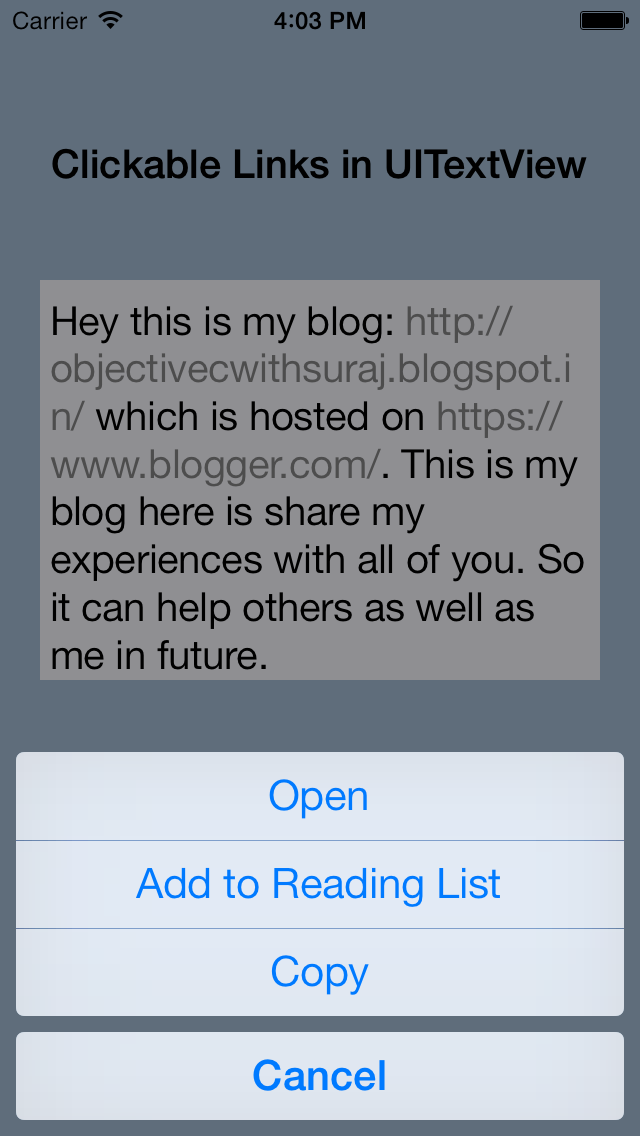 Carrier 4:03 PM
Clickable Links in UITextView
Hey this is my blog: http://
objectivecwithsuraj.blogspot.i
n/ which is hosted on https://
www.blogger.com/. This is my
blog here is share my
experiences with all of you. So
it can help others as well as
me in future.
Open
Add to Reading List
Copy
Cancel